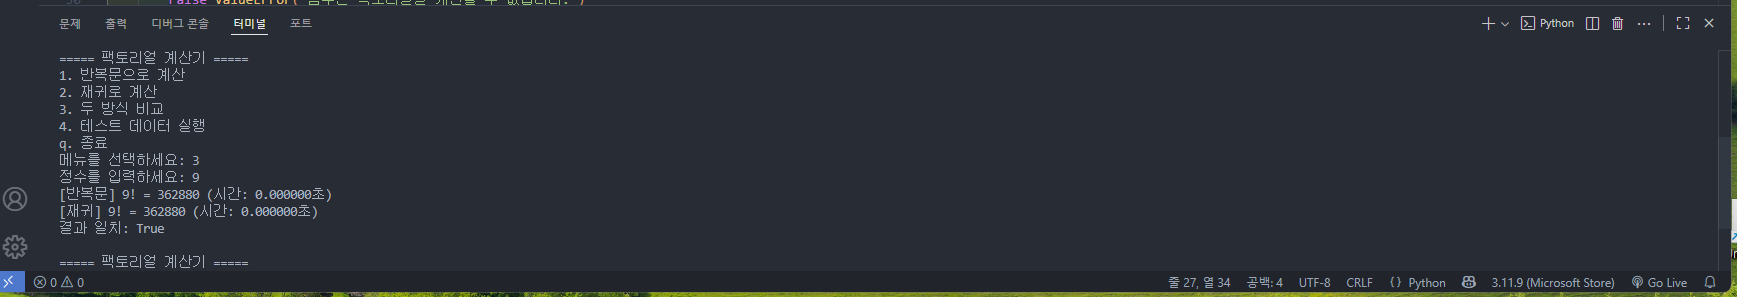 raise ValueError("음수는 팩토리얼을 계산할 수 없습니다.")
문제 출력 디버그 콘솔 터미널 포트 Python
===== 팩토리얼 계산기 =====
1. 반복문으로 계산
2. 재귀로 계산
3. 두 방식 비교
4. 테스트 데이터 실행
q. 종료
메뉴를 선택하세요: 3
정수를 입력하세요: 9
[반복문] 9! = 362880 (시간: 0.000000초)
[재귀] 9! = 362880 (시간: 0.000000초)
결과 일치: True
===== 팩토리얼 계산기 =====
0 0 줄 27, 열 34 공백: 4 UTF-8 CRLF {} Python 3.11.9 (Microsoft Store) Go Live